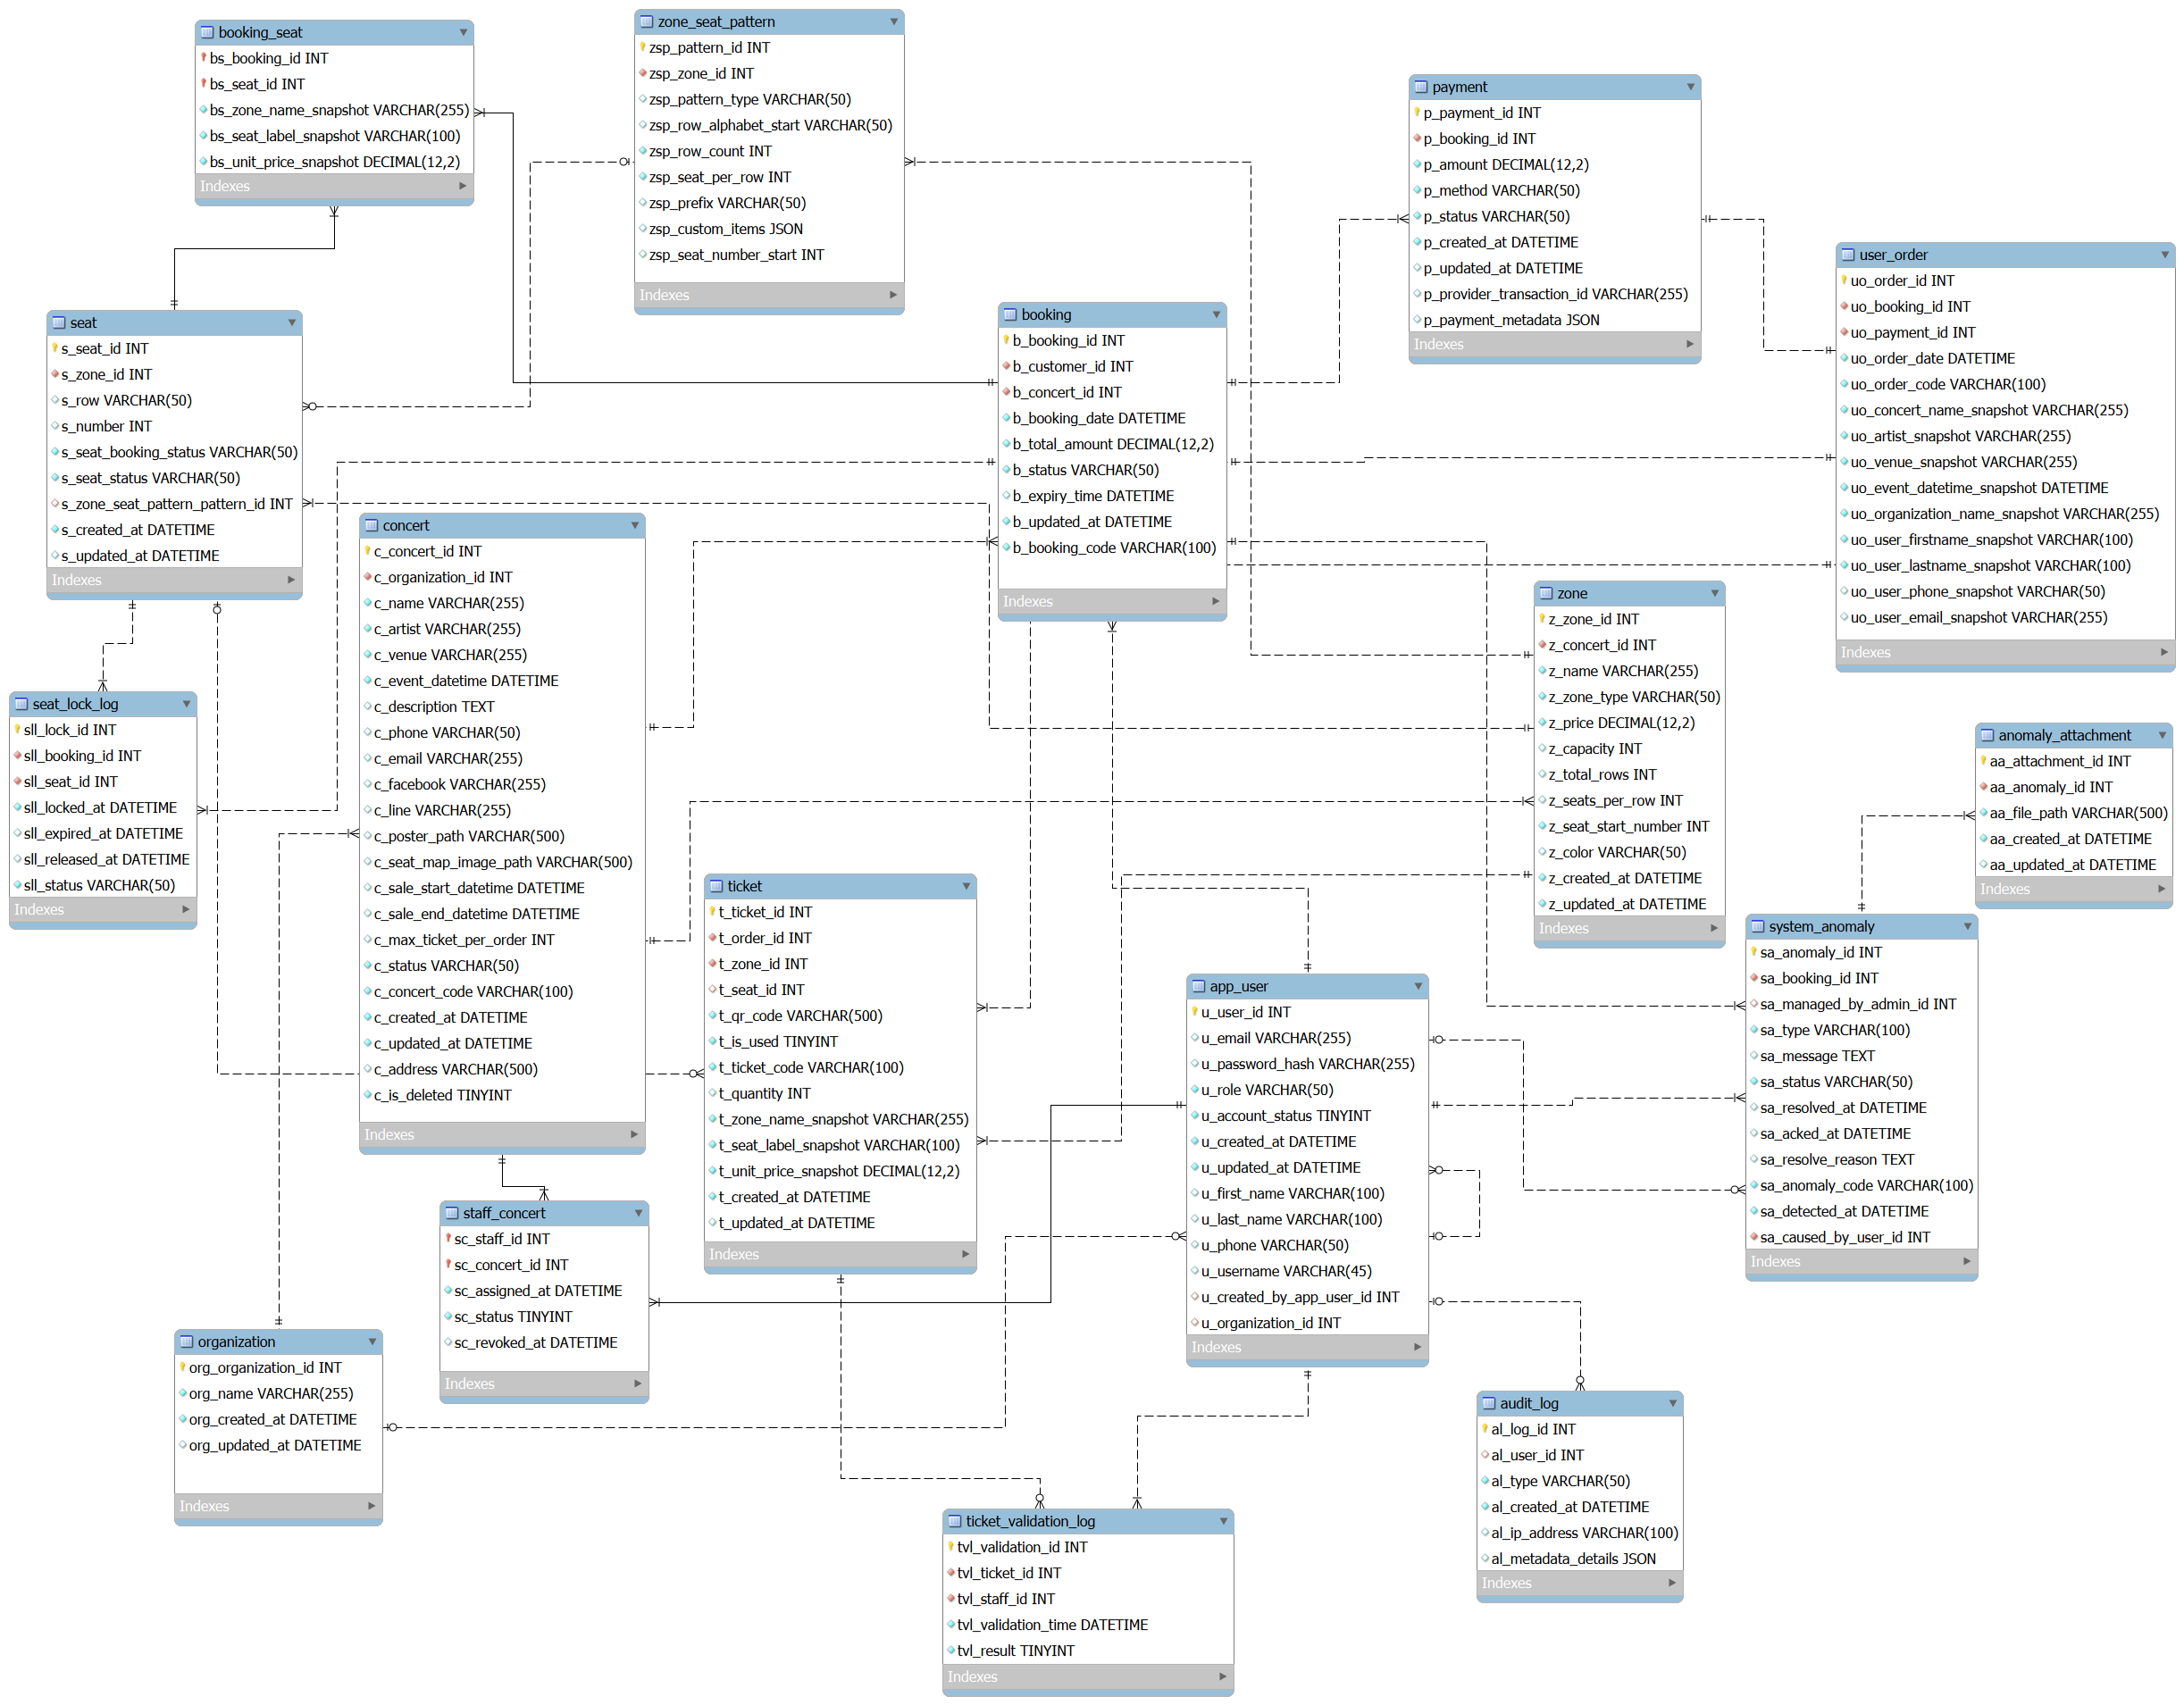 booking_seat
bs_booking_id INT
bs_seat_id INT
bs_zone_name_snapshot VARCHAR(255)
bs_seat_label_snapshot VARCHAR(100)
bs_unit_price_snapshot DECIMAL(12,2)
Indexes
zone_seat_pattern
zsp_pattern_id INT
zsp_zone_id INT
zsp_pattern_type VARCHAR(50)
zsp_row_alphabet_start VARCHAR(50)
zsp_row_count INT
zsp_seat_per_row INT
zsp_prefix VARCHAR(50)
zsp_custom_items JSON
zsp_seat_number_start INT
Indexes
payment
p_payment_id INT
p_booking_id INT
p_amount DECIMAL(12,2)
p_method VARCHAR(50)
p_status VARCHAR(50)
p_created_at DATETIME
p_updated_at DATETIME
p_provider_transaction_id VARCHAR(255)
p_payment_metadata JSON
Indexes
user_order
uo_order_id INT
uo_booking_id INT
uo_payment_id INT
uo_order_date DATETIME
uo_order_code VARCHAR(100)
uo_concert_name_snapshot VARCHAR(255)
uo_artist_snapshot VARCHAR(255)
uo_venue_snapshot VARCHAR(255)
uo_event_datetime_snapshot DATETIME
uo_organization_name_snapshot VARCHAR(255)
uo_user_firstname_snapshot VARCHAR(100)
uo_user_lastname_snapshot VARCHAR(100)
uo_user_phone_snapshot VARCHAR(50)
uo_user_email_snapshot VARCHAR(255)
Indexes
seat
s_seat_id INT
s_zone_id INT
s_row VARCHAR(50)
s_number INT
s_seat_booking_status VARCHAR(50)
s_seat_status VARCHAR(50)
s_zone_seat_pattern_pattern_id INT
s_created_at DATETIME
s_updated_at DATETIME
Indexes
booking
b_booking_id INT
b_customer_id INT
b_concert_id INT
b_booking_date DATETIME
b_total_amount DECIMAL(12,2)
b_status VARCHAR(50)
b_expiry_time DATETIME
b_updated_at DATETIME
b_booking_code VARCHAR(100)
Indexes
concert
c_concert_id INT
c_organization_id INT
c_name VARCHAR(255)
c_artist VARCHAR(255)
c_venue VARCHAR(255)
c_event_datetime DATETIME
c_description TEXT
c_phone VARCHAR(50)
c_email VARCHAR(255)
c_facebook VARCHAR(255)
c_line VARCHAR(255)
c_poster_path VARCHAR(500)
c_seat_map_image_path VARCHAR(500)
c_sale_start_datetime DATETIME
c_sale_end_datetime DATETIME
c_max_ticket_per_order INT
c_status VARCHAR(50)
c_concert_code VARCHAR(100)
c_created_at DATETIME
c_updated_at DATETIME
c_address VARCHAR(500)
c_is_deleted TINYINT
Indexes
zone
z_zone_id INT
z_concert_id INT
z_name VARCHAR(255)
z_zone_type VARCHAR(50)
z_price DECIMAL(12,2)
z_capacity INT
z_total_rows INT
z_seats_per_row INT
z_seat_start_number INT
z_color VARCHAR(50)
z_created_at DATETIME
z_updated_at DATETIME
Indexes
seat_lock_log
sll_lock_id INT
sll_booking_id INT
sll_seat_id INT
sll_locked_at DATETIME
sll_expired_at DATETIME
sll_released_at DATETIME
sll_status VARCHAR(50)
Indexes
anomaly_attachment
aa_attachment_id INT
aa_anomaly_id INT
aa_file_path VARCHAR(500)
aa_created_at DATETIME
aa_updated_at DATETIME
Indexes
ticket
t_ticket_id INT
t_order_id INT
t_zone_id INT
t_seat_id INT
t_qr_code VARCHAR(500)
t_is_used TINYINT
t_ticket_code VARCHAR(100)
t_quantity INT
t_zone_name_snapshot VARCHAR(255)
t_seat_label_snapshot VARCHAR(100)
t_unit_price_snapshot DECIMAL(12,2)
t_created_at DATETIME
t_updated_at DATETIME
Indexes
system_anomaly
sa_anomaly_id INT
sa_booking_id INT
sa_managed_by_admin_id INT
sa_type VARCHAR(100)
sa_message TEXT
sa_status VARCHAR(50)
sa_resolved_at DATETIME
sa_acked_at DATETIME
sa_resolve_reason TEXT
sa_anomaly_code VARCHAR(100)
sa_detected_at DATETIME
sa_caused_by_user_id INT
Indexes
app_user
u_user_id INT
u_email VARCHAR(255)
u_password_hash VARCHAR(255)
u_role VARCHAR(50)
u_account_status TINYINT
u_created_at DATETIME
u_updated_at DATETIME
u_first_name VARCHAR(100)
u_last_name VARCHAR(100)
u_phone VARCHAR(50)
u_username VARCHAR(45)
u_created_by_app_user_id INT
u_organization_id INT
Indexes
staff_concert
sc_staff_id INT
sc_concert_id INT
sc_assigned_at DATETIME
sc_status TINYINT
sc_revoked_at DATETIME
Indexes
organization
org_organization_id INT
org_name VARCHAR(255)
org_created_at DATETIME
org_updated_at DATETIME
Indexes
audit_log
al_log_id INT
al_user_id INT
al_type VARCHAR(50)
al_created_at DATETIME
al_ip_address VARCHAR(100)
al_metadata_details JSON
Indexes
ticket_validation_log
tvl_validation_id INT
tvl_ticket_id INT
tvl_staff_id INT
tvl_validation_time DATETIME
tvl_result TINYINT
Indexes